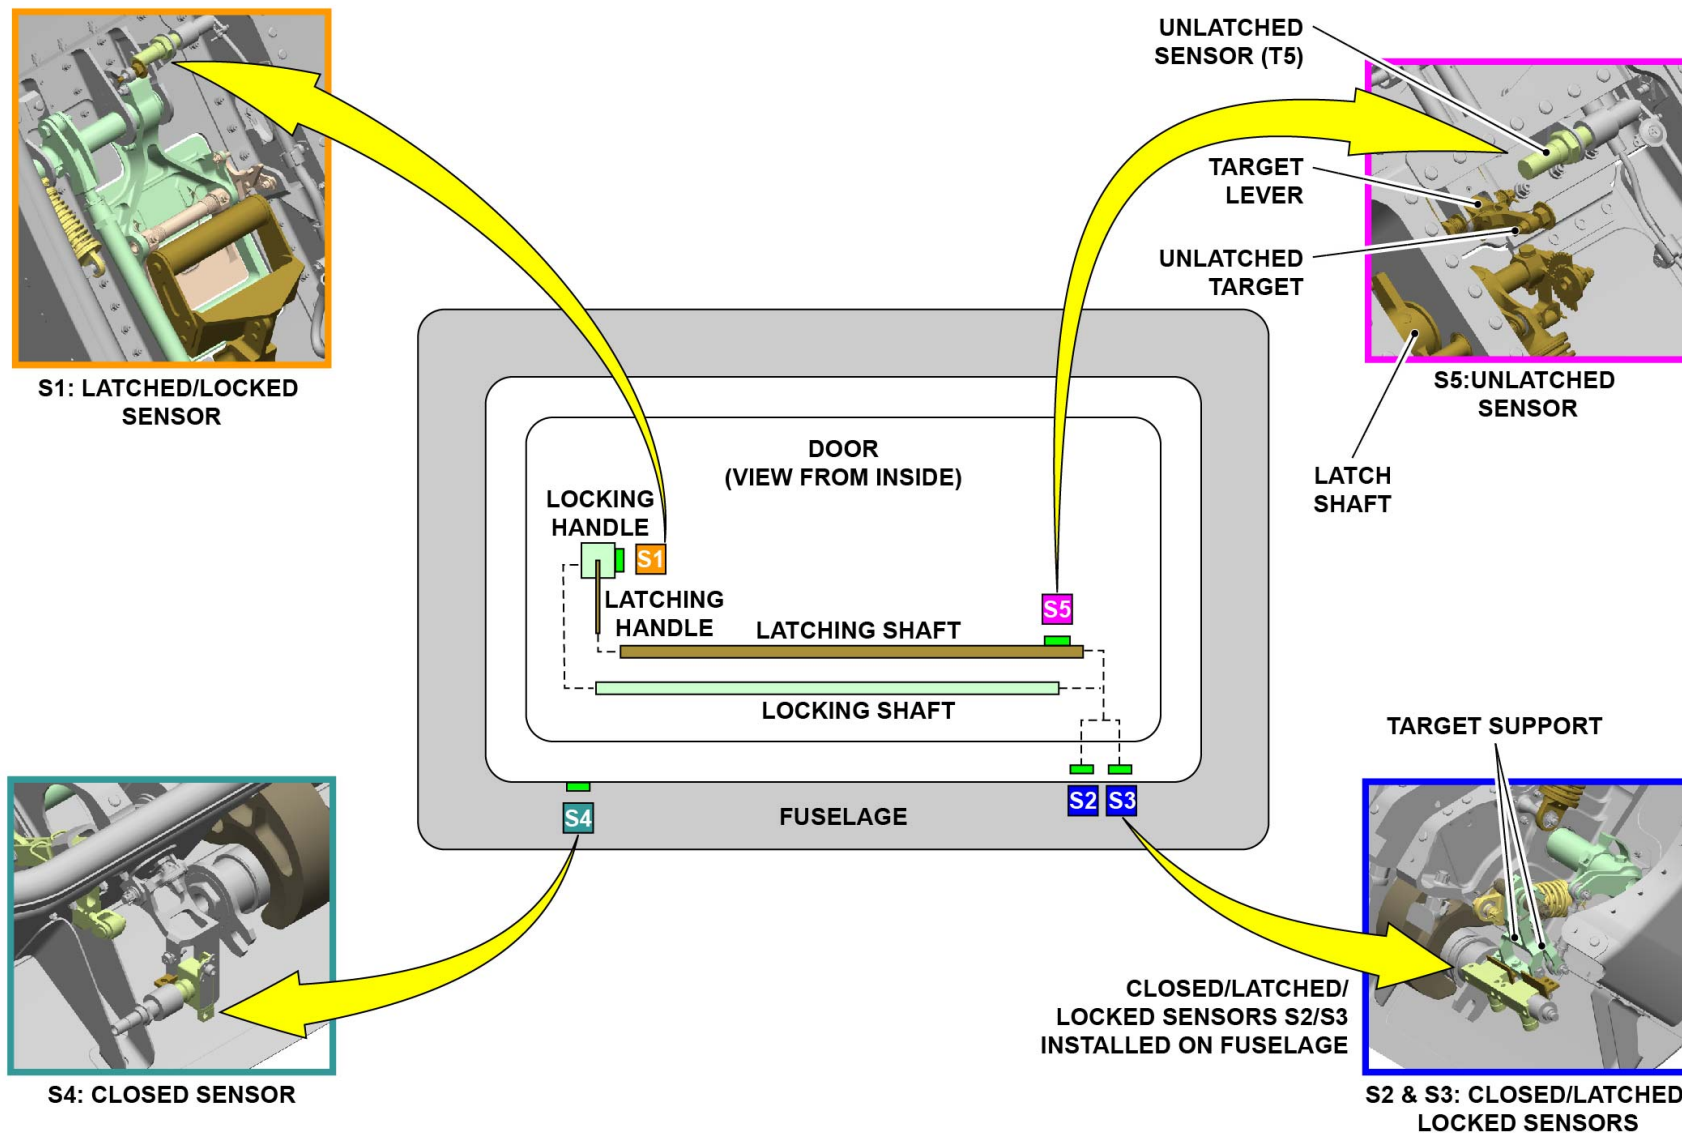 UNLATCHED
SENSOR (T5)
TARGET
LEVER
UNLATCHED
TARGET
S1: LATCHED/LOCKED
SENSOR
S5:UNLATCHED
SENSOR
LATCH
SHAFT
DOOR
(VIEW FROM INSIDE)
LOCKING
HANDLE
S1
LATCHING
HANDLE
S5
LATCHING SHAFT
LOCKING SHAFT
TARGET SUPPORT
S4
FUSELAGE
S2
S3
CLOSED/LATCHED/
LOCKED SENSORS S2/S3
INSTALLED ON FUSELAGE
S4: CLOSED SENSOR
S2 & S3: CLOSED/LATCHED
LOCKED SENSORS